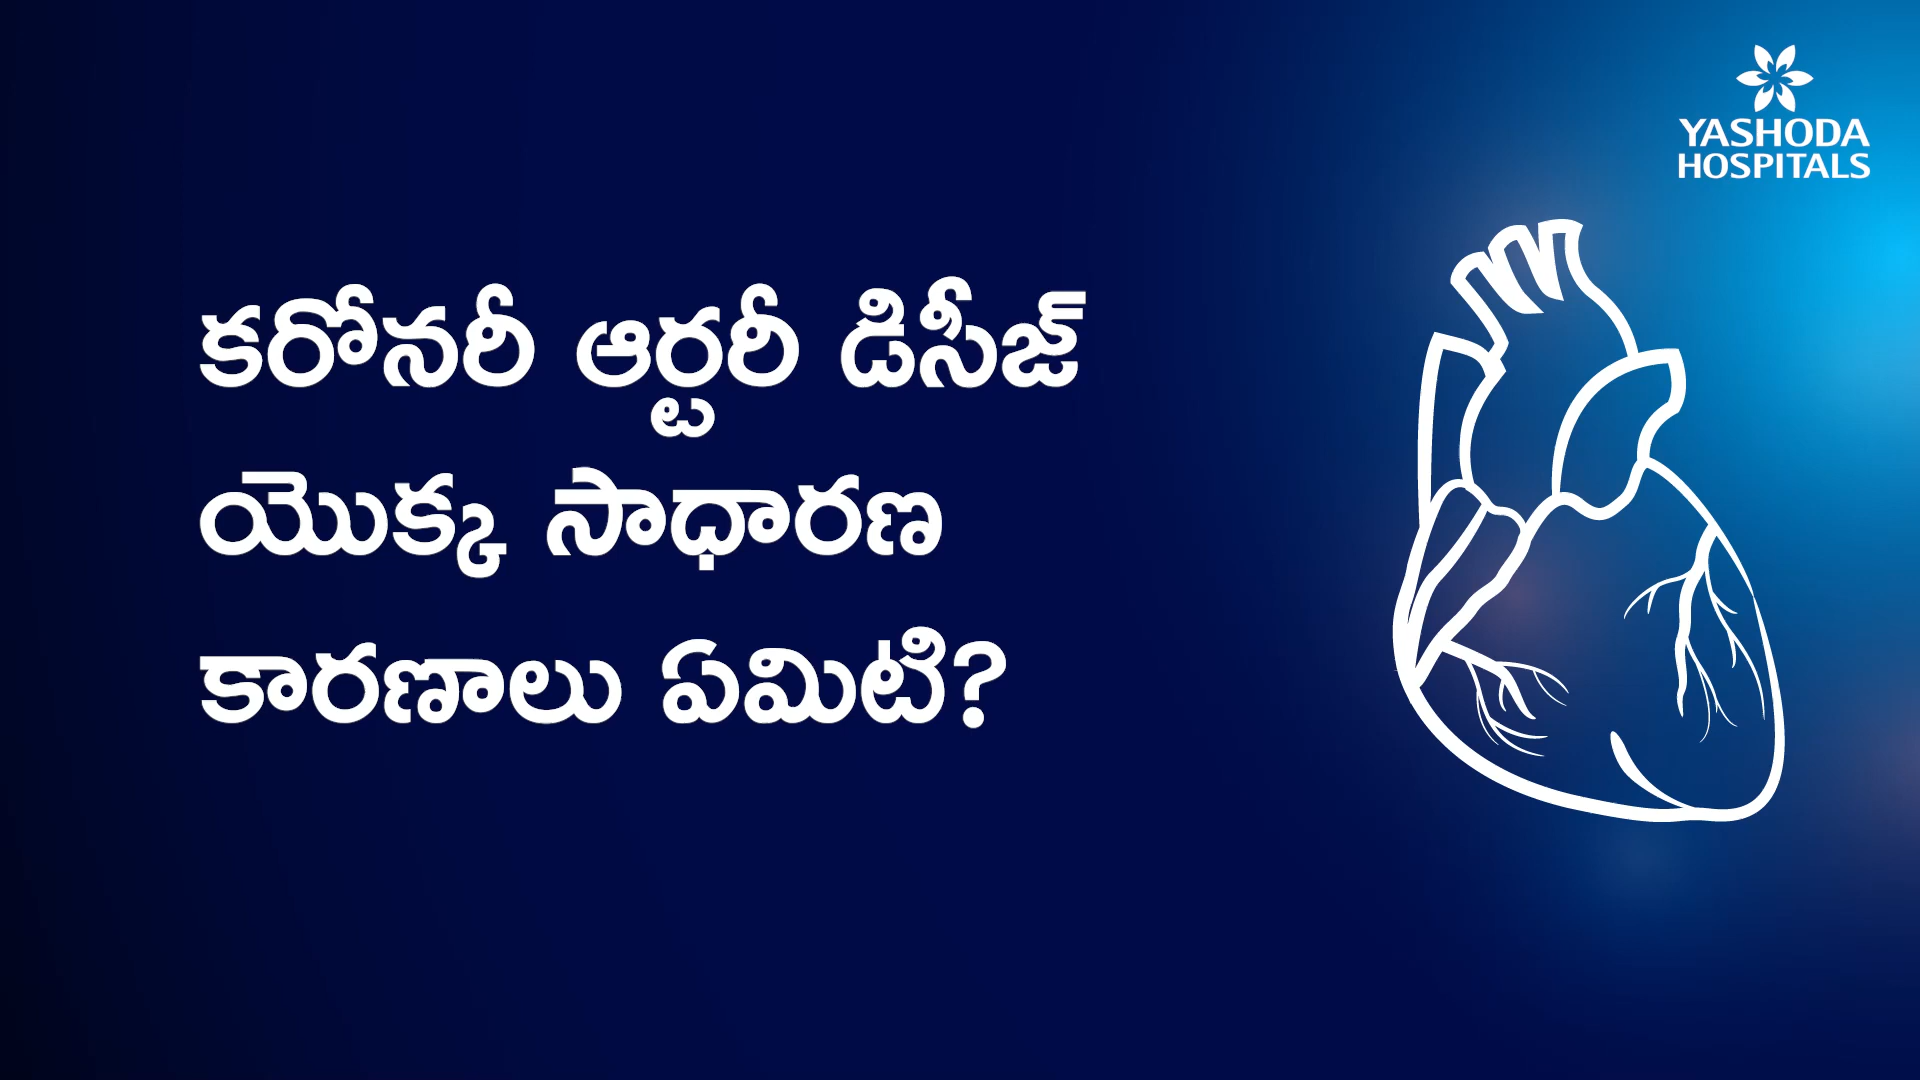 YASHODA
HOSPITALS
కరోనరీ ఆర్టరీ డిసీజ్
యొక్క సాధారణ
కారణాలు ఏమిటి?